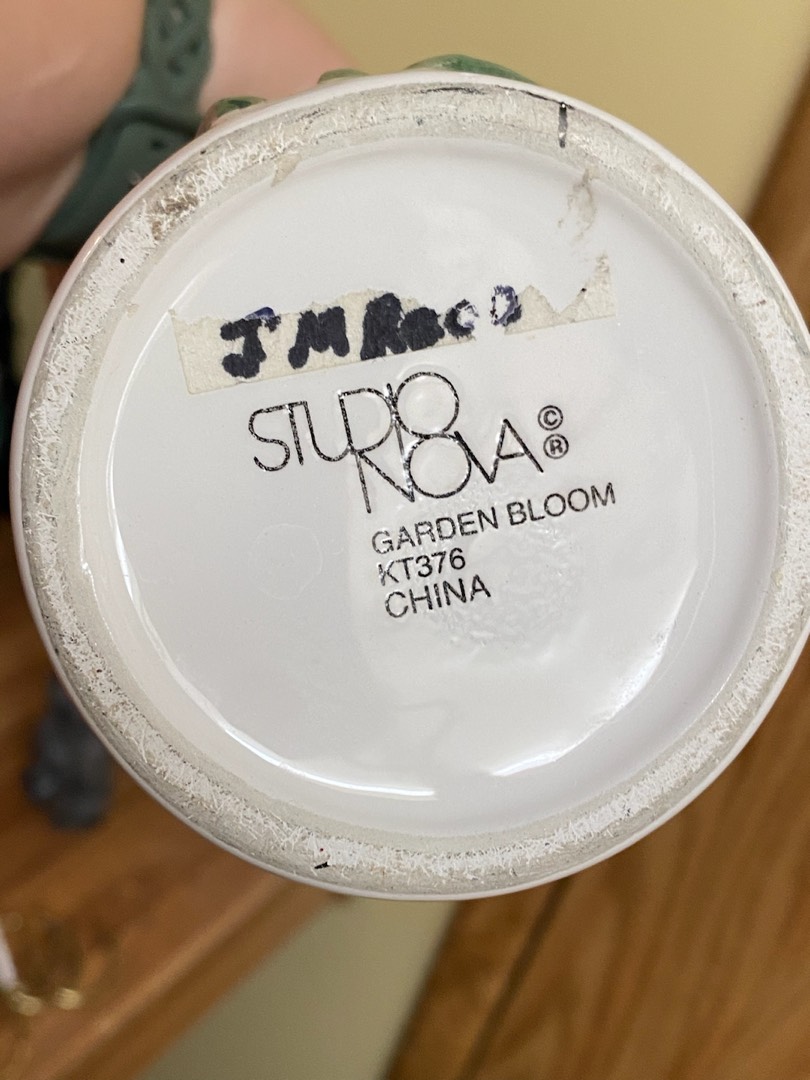 J M
STUDIO
NOVA © ®
GARDEN BLOOM
KT376
CHINA